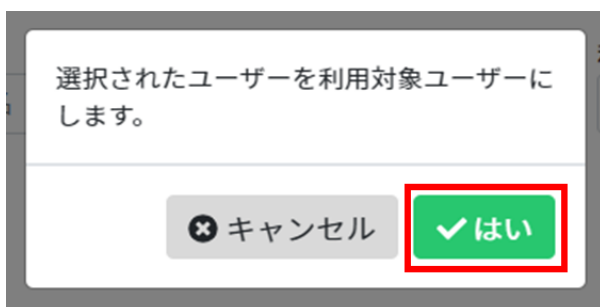 選択されたユーザーを利用対象ユーザーに
します。
キャンセル はい